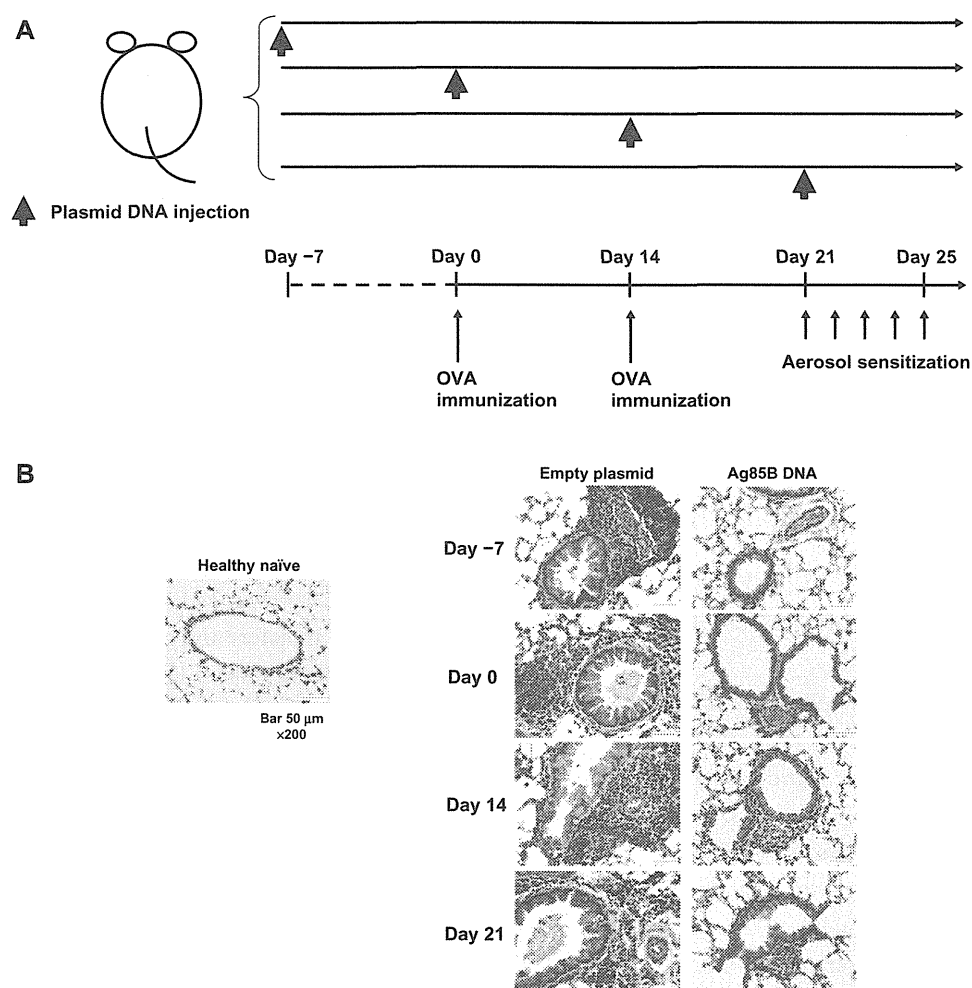 A
Plasmid DNA injection
Day −7
Day 0
Day 14
Day 21
Day 25
OVA
immunization
OVA
immunization
Aerosol sensitization
B
Empty plasmid
Ag85B DNA
Healthy naïve
Bar 50 µm
×200
Day −7
Day 0
Day 14
Day 21